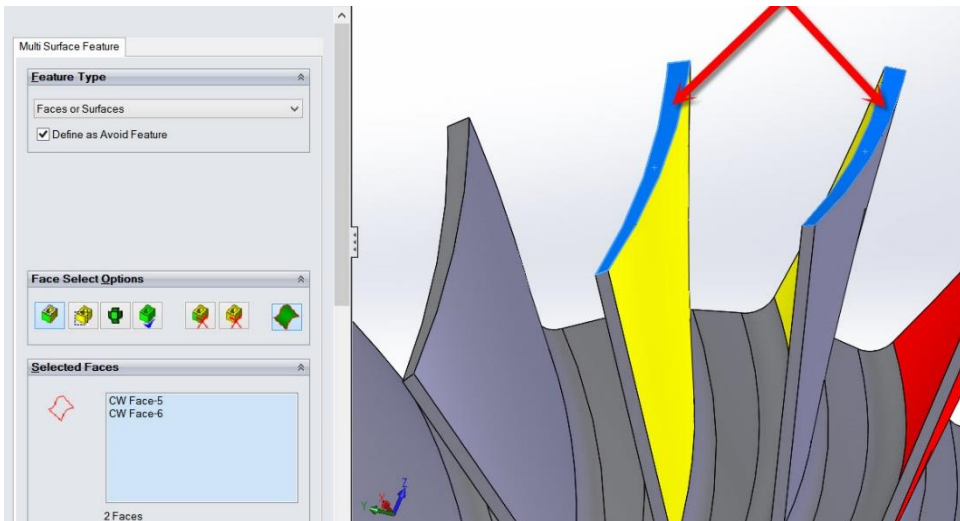 Multi Surface Feature
Feature Type
Faces or Surfaces
Define as Avoid Feature
Face Select Options
Selected Faces
CW Face-5
CW Face-6
2 Faces
Z
X
Y